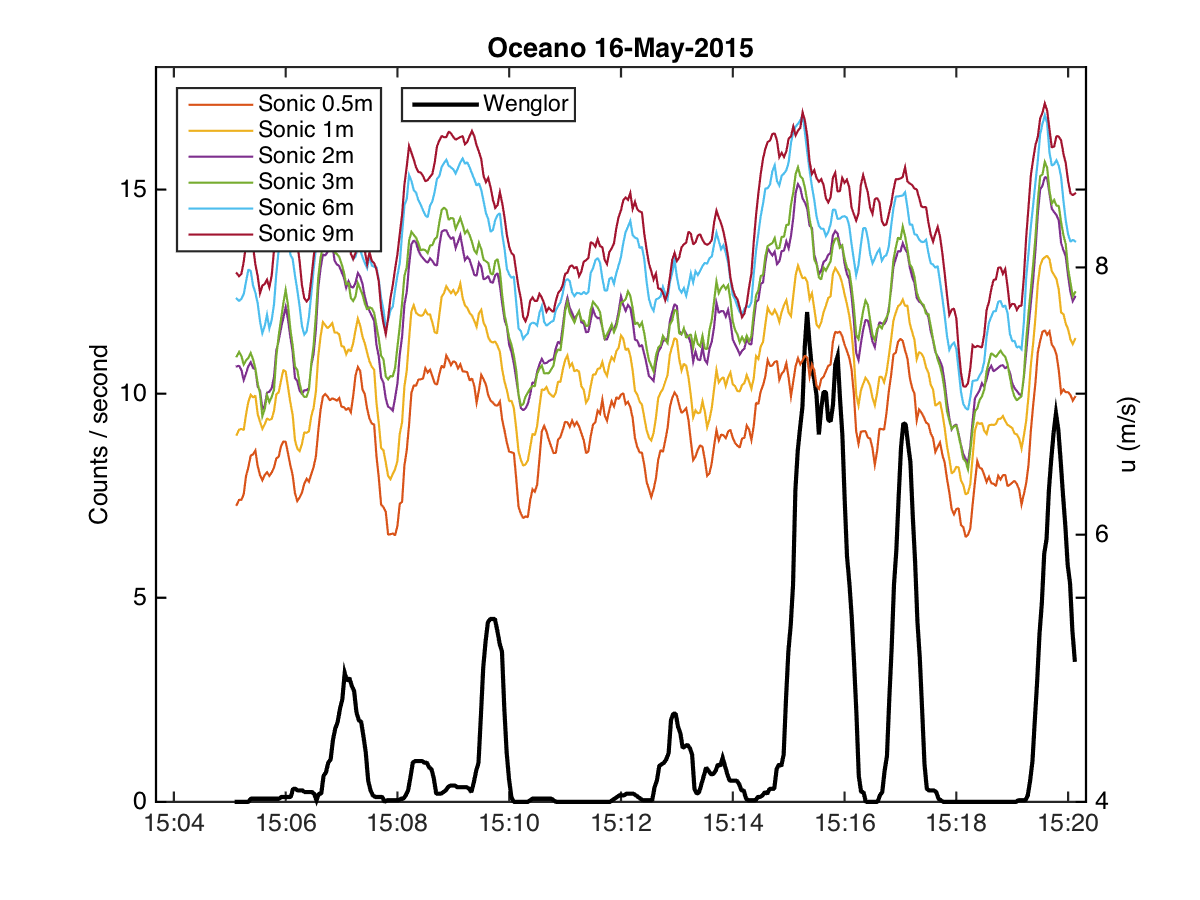 Oceano 16-May-2015
Sonic 0.5m
Sonic 1m
Sonic 2m
Sonic 3m
Sonic 6m
Sonic 9m
Wenglor
Counts / second
15
10
5
0
u (m/s)
8
6
4
15:04 15:06 15:08 15:10 15:12 15:14 15:16 15:18 15:20